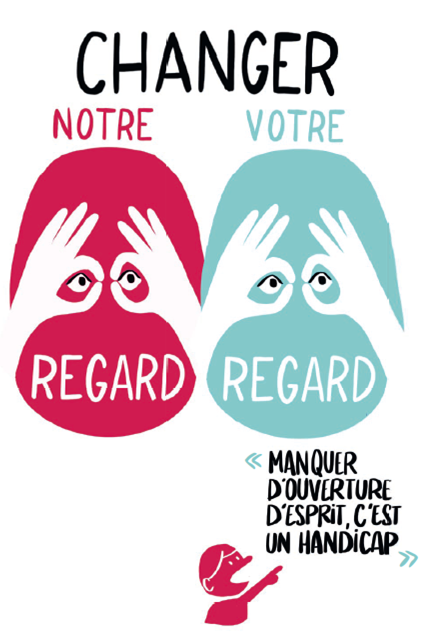 CHANGER
NOTRE VOTRE
REGARD REGARD
« MANQUER
D'OUVERTURE
D'ESPRIT, C'EST
UN HANDICAP »